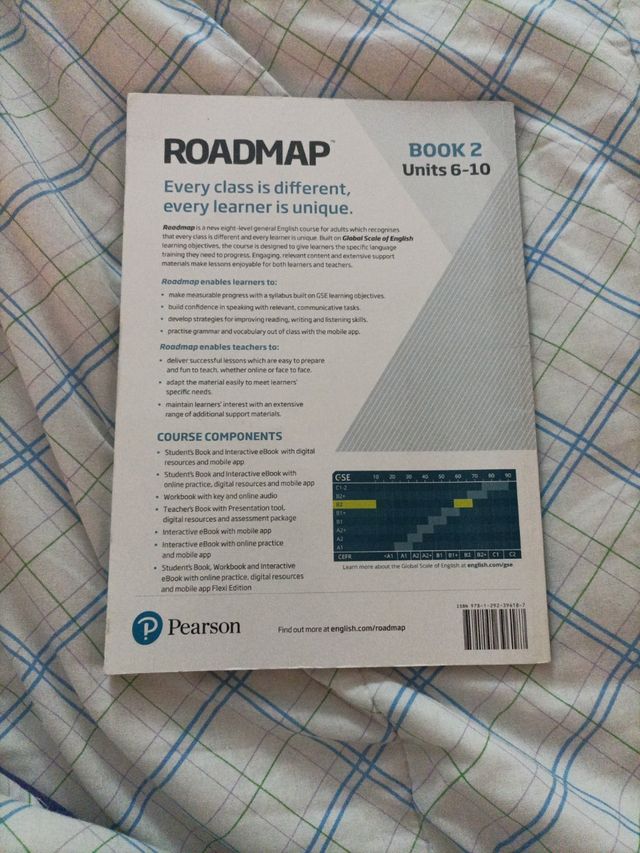 ROADMAP™
BOOK 2
Units 6-10
Every class is different,
every learner is unique.
Roadmap is a new eight-level general English course for adults which recognises
that every class is different and every learner is unique. Built on Global Scale of English
learning objectives, the course is designed to give learners the specific language
training they need to progress. Engaging, relevant content and extensive support
materials make lessons enjoyable for both learners and teachers.
Roadmap enables learners to:
• make measurable progress with a syllabus built on GSE learning objectives.
• build confidence in speaking with relevant, communicative tasks.
• develop strategies for improving reading, writing and listening skills.
• practise grammar and vocabulary out of class with the mobile app.
Roadmap enables teachers to:
• deliver successful lessons which are easy to prepare
and fun to teach, whether online or face to face.
• adapt the material easily to meet learners'
specific needs.
• maintain learners' interest with an extensive
range of additional support materials.
COURSE COMPONENTS
• Student's Book and Interactive eBook with digital
resources and mobile app
• Student's Book and Interactive eBook with
online practice, digital resources and mobile app
• Workbook with key and online audio
• Teacher's Book with Presentation tool,
digital resources and assessment package
• Interactive eBook with mobile app
• Interactive eBook with online practice
and mobile app
• Student's Book, Workbook and Interactive
eBook with online practice, digital resources
and mobile app Flexi Edition
GSE 10 20 30 40 50 60 70 80 90
C1-2
B2+
B2
B1+
B1
A2+
A2
A1
CEFR <A1 A1 A2 A2+ B1 B1+ B2 B2+ C1 C2
Learn more about the Global Scale of English at english.com/gse
Pearson
Find out more at english.com/roadmap
ISBN 978-1-292-39618-7